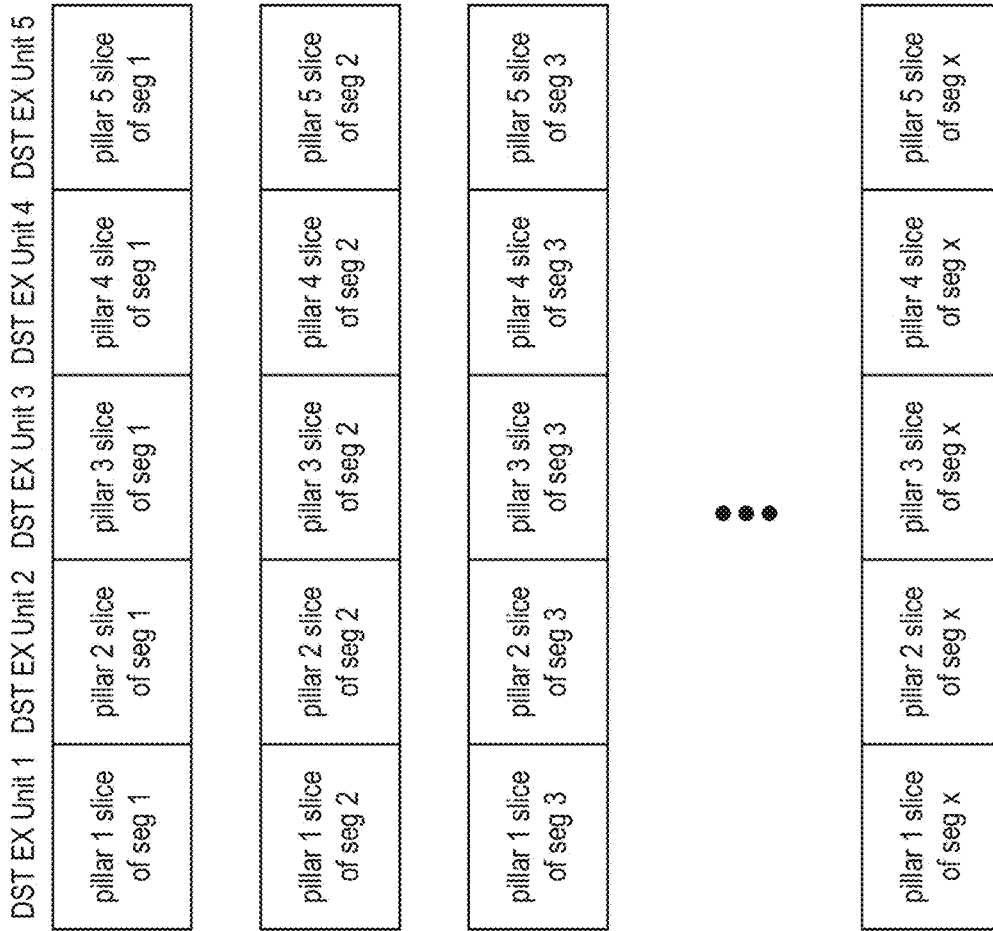 DST EX Unit 1
DST EX Unit 2
DST EX Unit 3
DST EX Unit 4
DST EX Unit 5
pillar 1 slice
of seg 1
pillar 2 slice
of seg 1
pillar 3 slice
of seg 1
pillar 4 slice
of seg 1
pillar 5 slice
of seg 1
pillar 1 slice
of seg 2
pillar 2 slice
of seg 2
pillar 3 slice
of seg 2
pillar 4 slice
of seg 2
pillar 5 slice
of seg 2
pillar 1 slice
of seg 3
pillar 2 slice
of seg 3
pillar 3 slice
of seg 3
pillar 4 slice
of seg 3
pillar 5 slice
of seg 3
pillar 1 slice
of seg x
pillar 2 slice
of seg x
pillar 3 slice
of seg x
pillar 4 slice
of seg x
pillar 5 slice
of seg x